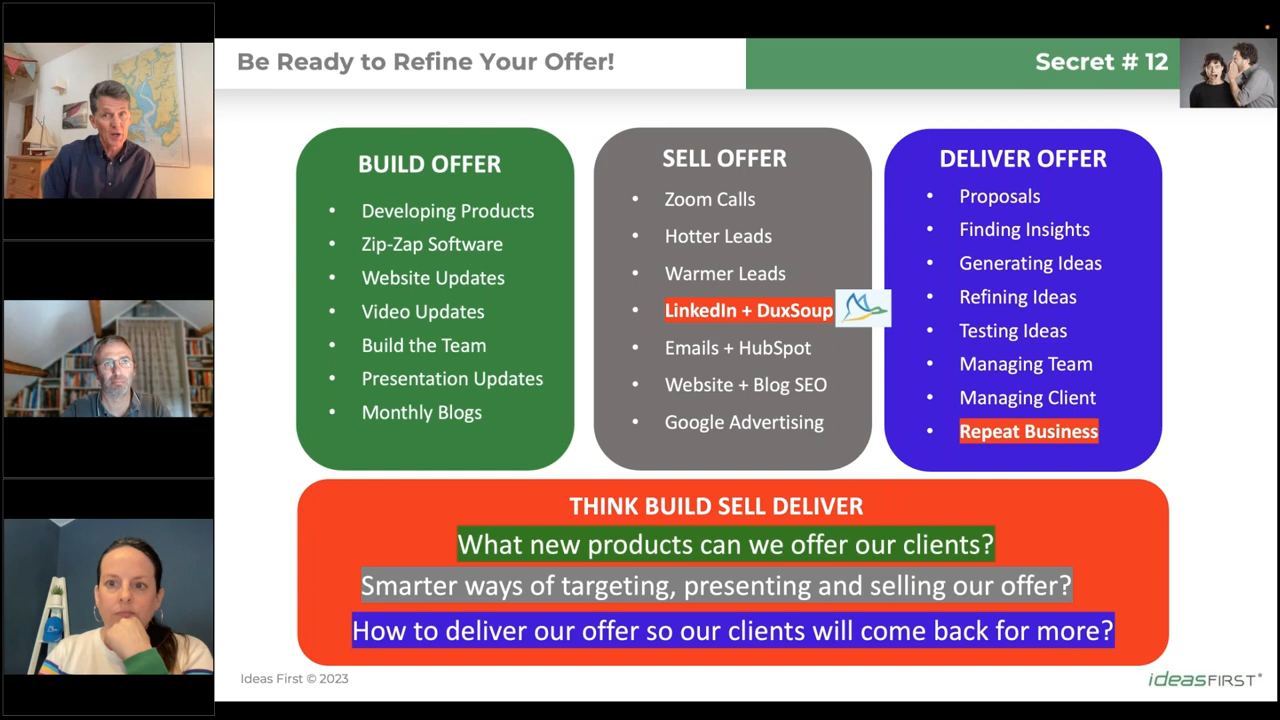 Be Ready to Refine Your Offer!
Secret # 12
BUILD OFFER
• Developing Products
• Zip-Zap Software
• Website Updates
• Video Updates
• Build the Team
• Presentation Updates
• Monthly Blogs
SELL OFFER
• Zoom Calls
• Hotter Leads
• Warmer Leads
• LinkedIn + DuxSoup
• Emails + HubSpot
• Website + Blog SEO
• Google Advertising
DELIVER OFFER
• Proposals
• Finding Insights
• Generating Ideas
• Refining Ideas
• Testing Ideas
• Managing Team
• Managing Client
• Repeat Business
THINK BUILD SELL DELIVER
What new products can we offer our clients?
Smarter ways of targeting, presenting and selling our offer?
How to deliver our offer so our clients will come back for more?
Ideas First © 2023
ideasFIRST®